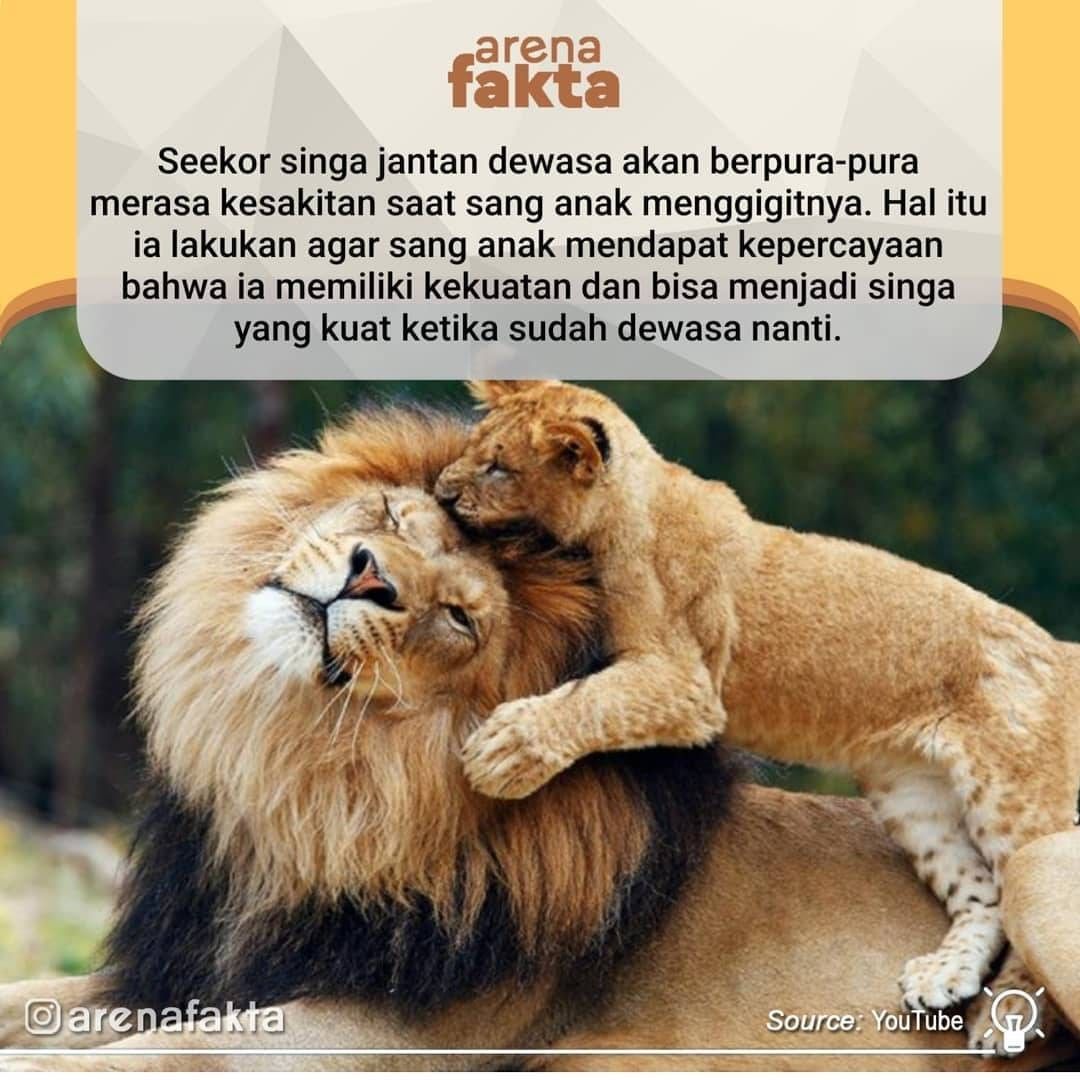 arena
fakta
Seekor singa jantan dewasa akan berpura-pura
merasa kesakitan saat sang anak menggigitnya. Hal itu
ia lakukan agar sang anak mendapat kepercayaan
bahwa ia memiliki kekuatan dan bisa menjadi singa
yang kuat ketika sudah dewasa nanti.
arenafakta
Source: YouTube